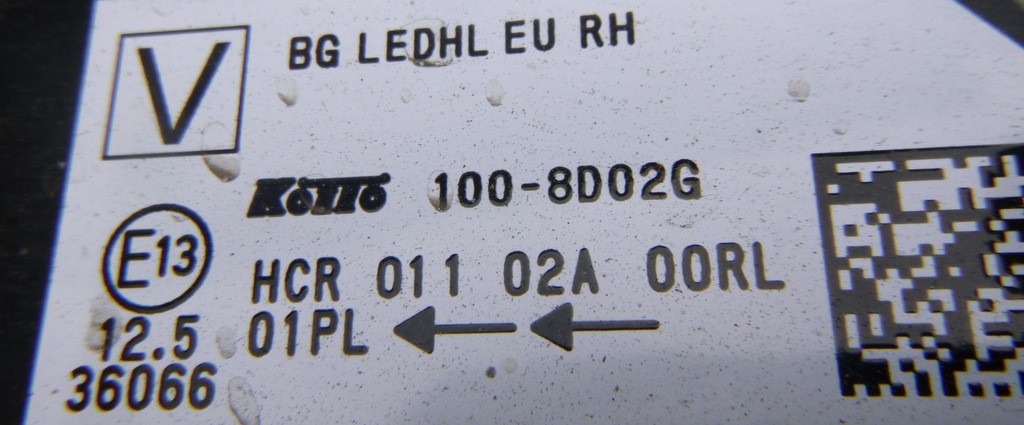 V
BG LEDHL EU RH
KOITO 100-8D02G
E13
HCR 011 02A 00RL
12.5
01PL
36066